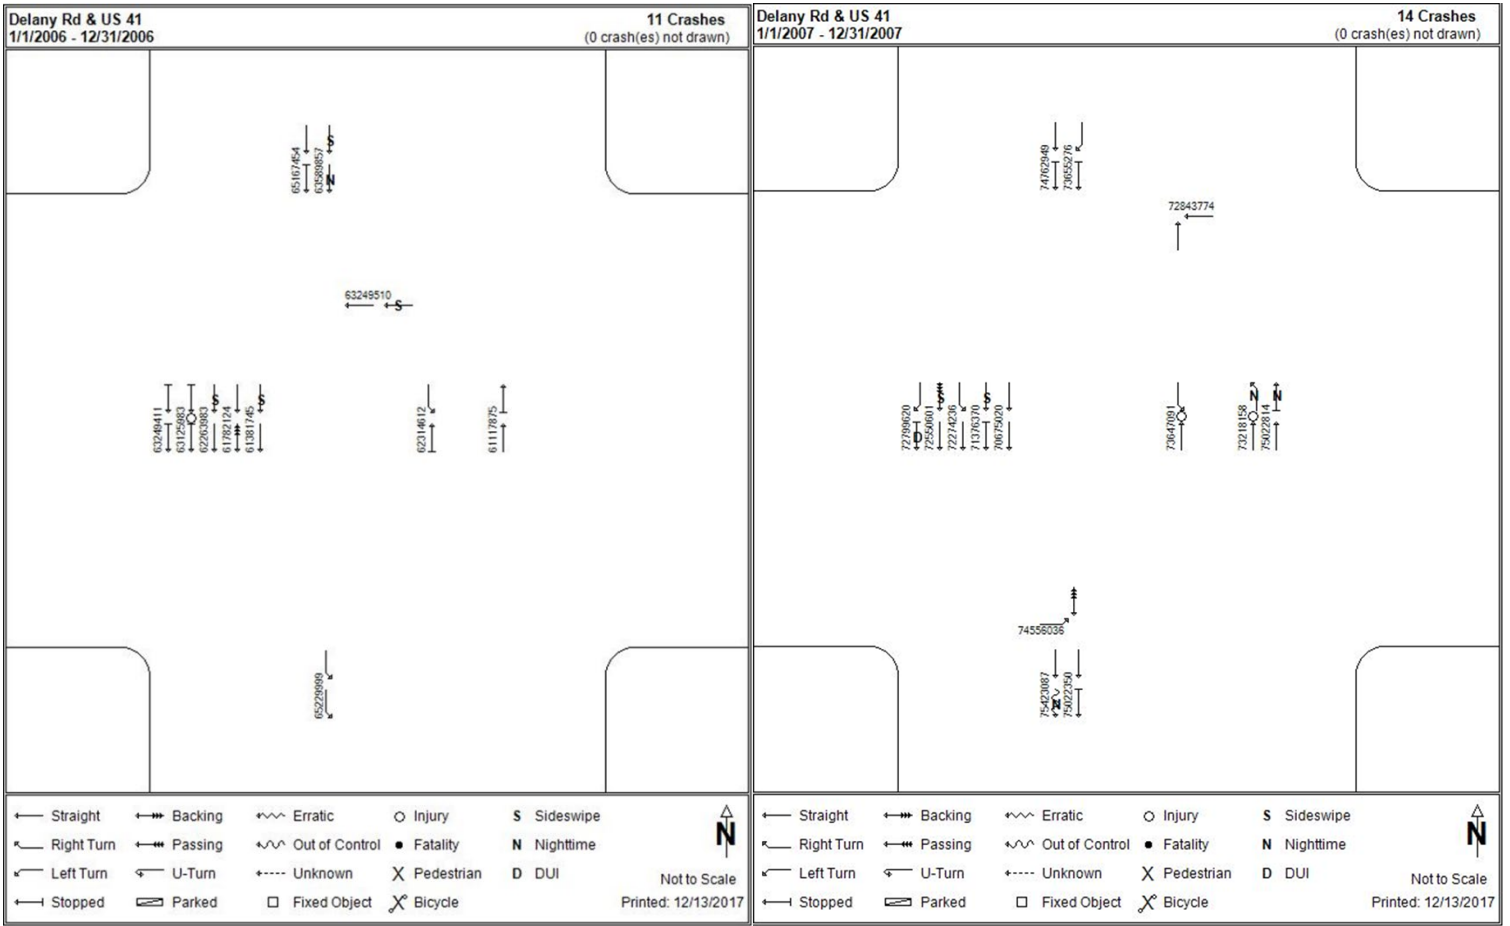 Delany Rd & US 41
11 Crashes
1/1/2006 - 12/31/2006
(0 crash(es) not drawn)
65167454
63589857
S
N
63249510
S
63249411
63125983
62263983
S
61782124
61381745
S
62314612
61117875
65229999
Straight
Backing
Erratic
Injury
S Sideswipe
Right Turn
Passing
Out of Control
Fatality
N Nighttime
Left Turn
U-Turn
Unknown
Pedestrian
D DUI
Stopped
Parked
Fixed Object
Bicycle
N
Not to Scale
Printed: 12/13/2017
Delany Rd & US 41
14 Crashes
1/1/2007 - 12/31/2007
(0 crash(es) not drawn)
74762949
73655276
72843774
72799620
D
72550601
S
72274236
71376370
S
70675020
73647091
73218158
N
75022814
N
74556036
75423087
N
75022350
Straight
Backing
Erratic
Injury
S Sideswipe
Right Turn
Passing
Out of Control
Fatality
N Nighttime
Left Turn
U-Turn
Unknown
Pedestrian
D DUI
Stopped
Parked
Fixed Object
Bicycle
N
Not to Scale
Printed: 12/13/2017